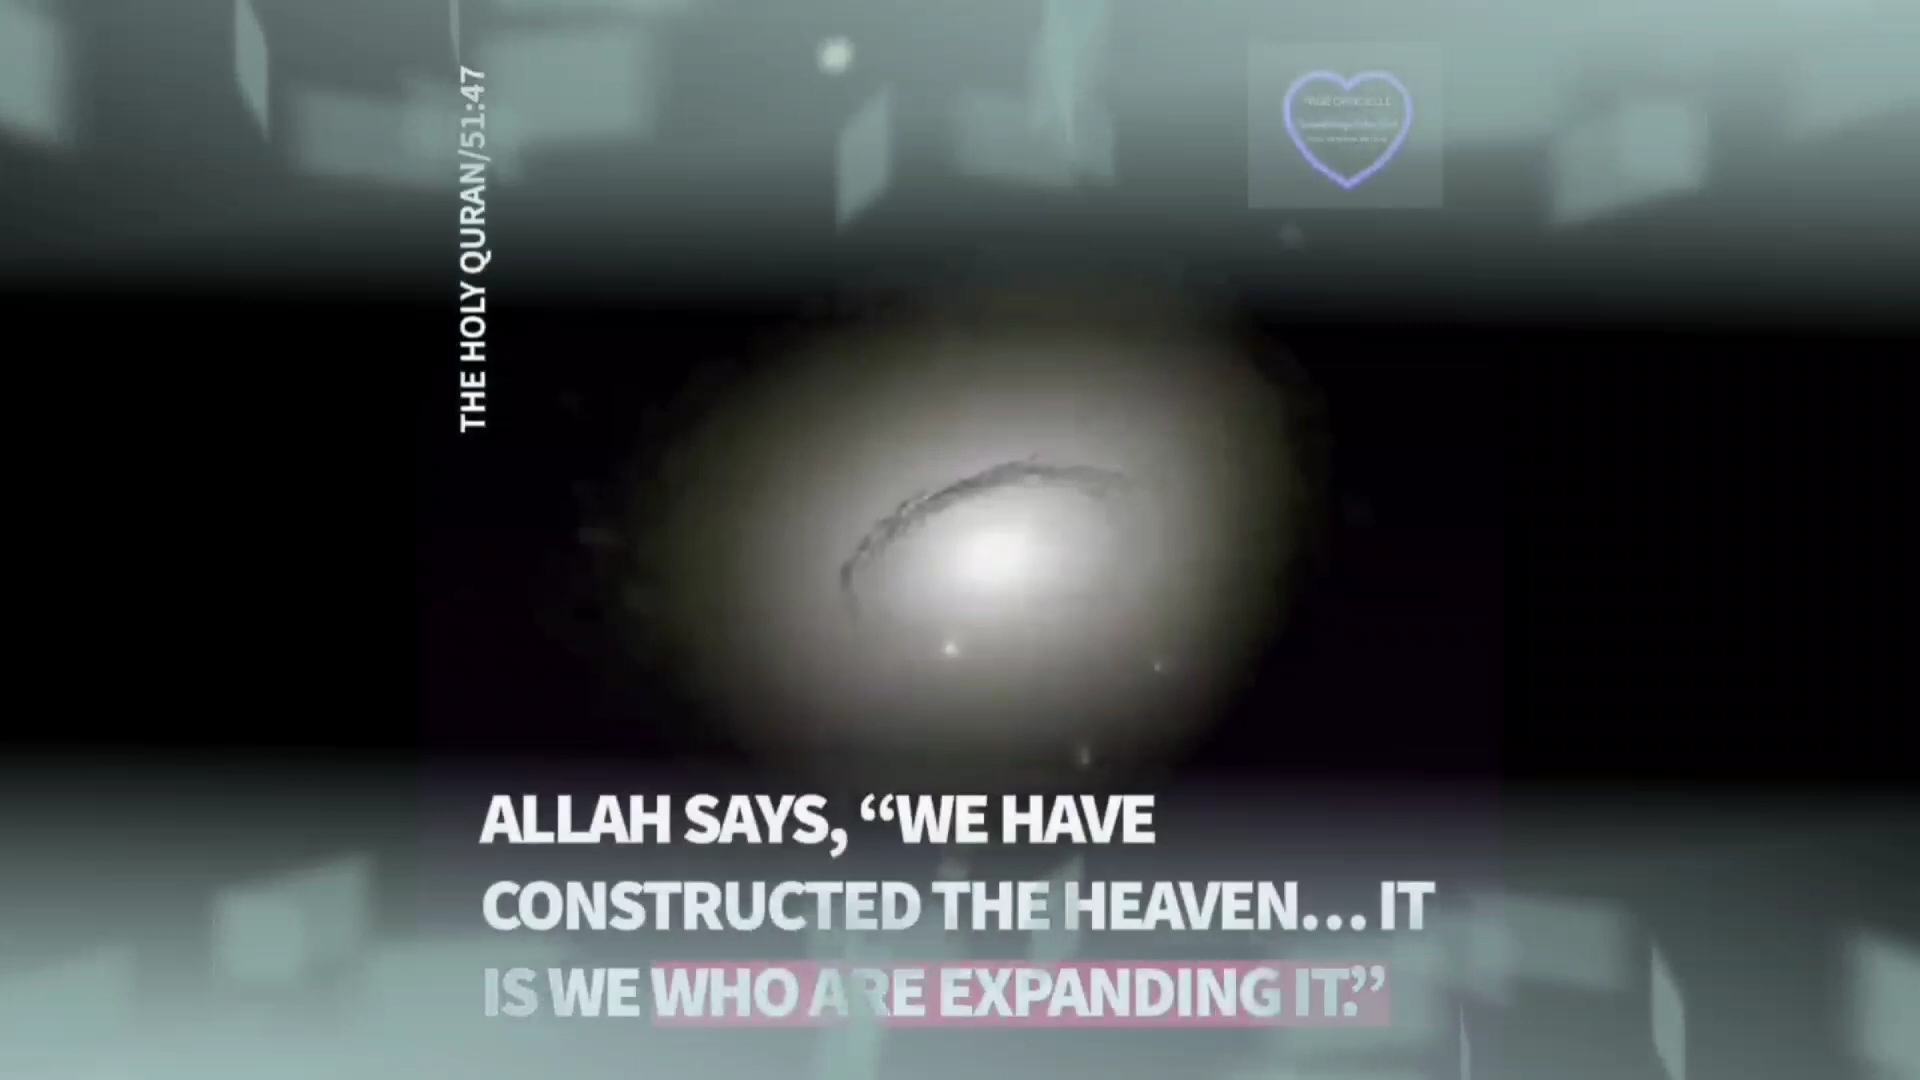 THE HOLY QURAN/51:47
ALLAH SAYS, “WE HAVE
CONSTRUCTED THE HEAVEN... IT
IS WE WHO ARE EXPANDING IT.”